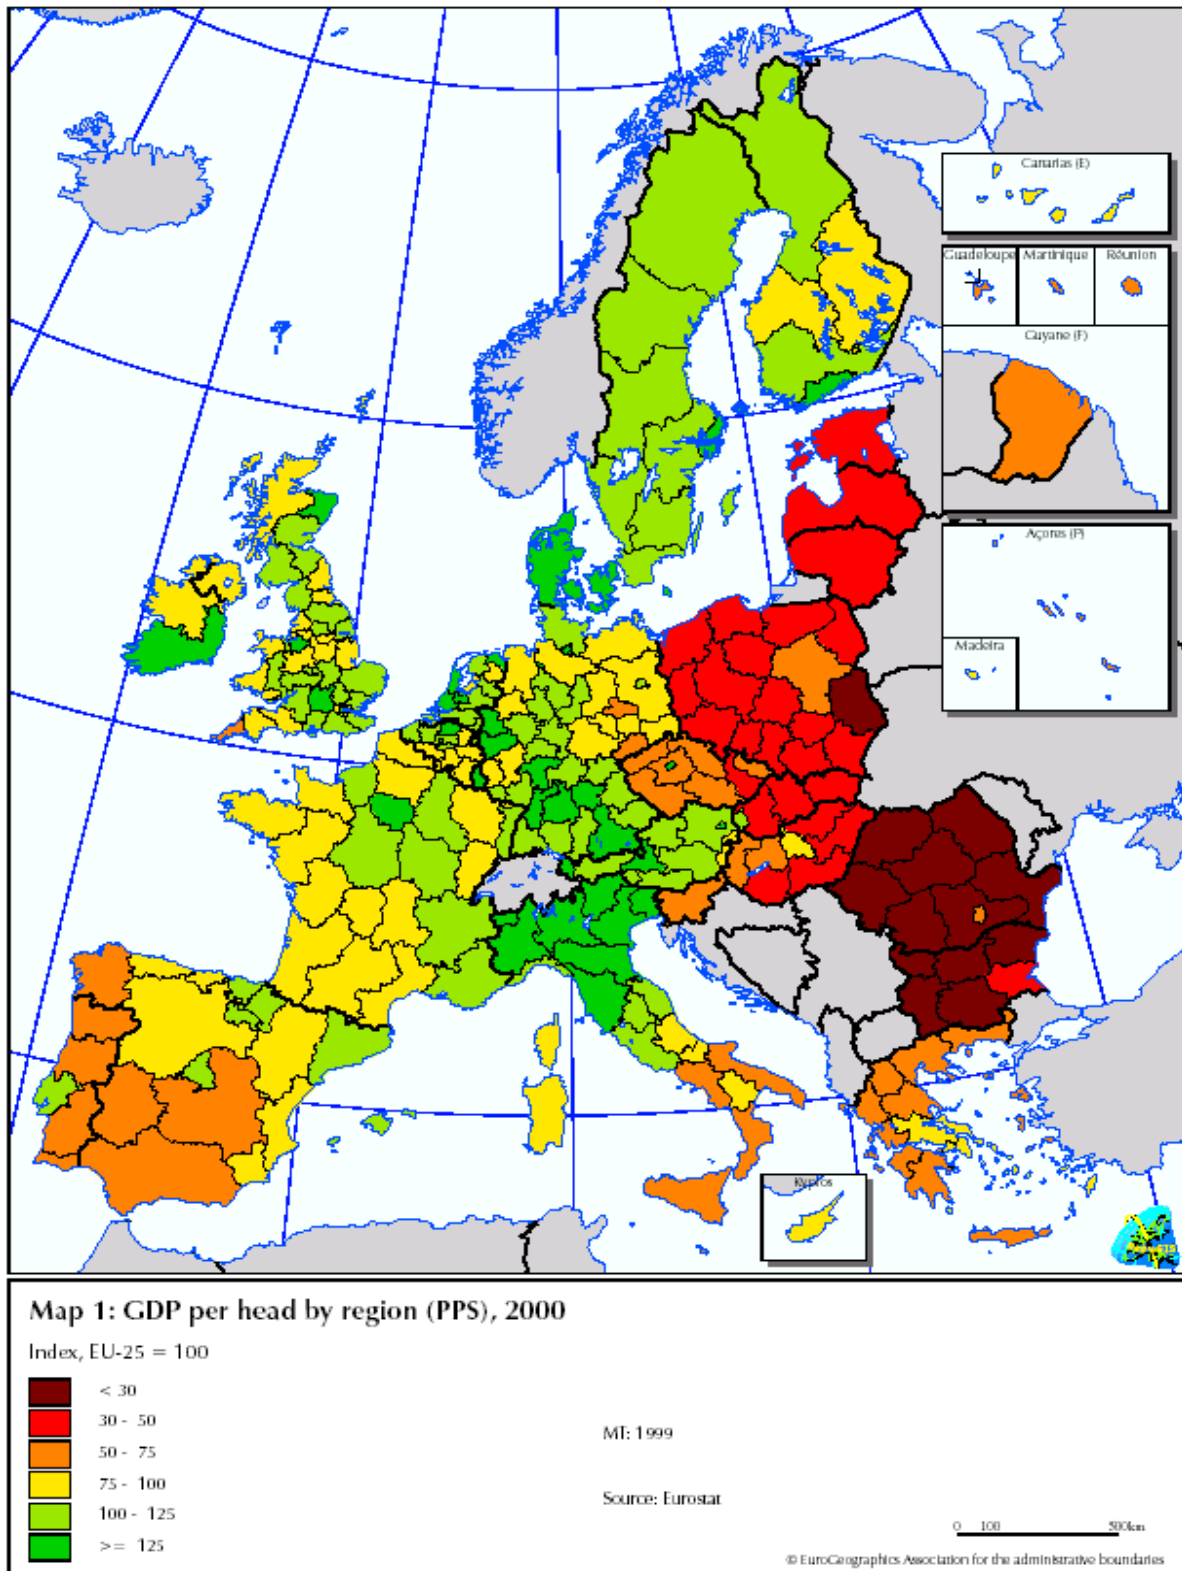 Canarias (E)
Guadeloupe
Martinique
Réunion
Guyane (F)
Açores (P)
Madeira
Kypros
Map 1: GDP per head by region (PPS), 2000
Index, EU-25 = 100
< 30
30 - 50
50 - 75
75 - 100
100 - 125
>= 125
MT: 1999
Source: Eurostat
0 100 500km
© EuroGeographics Association for the administrative boundaries